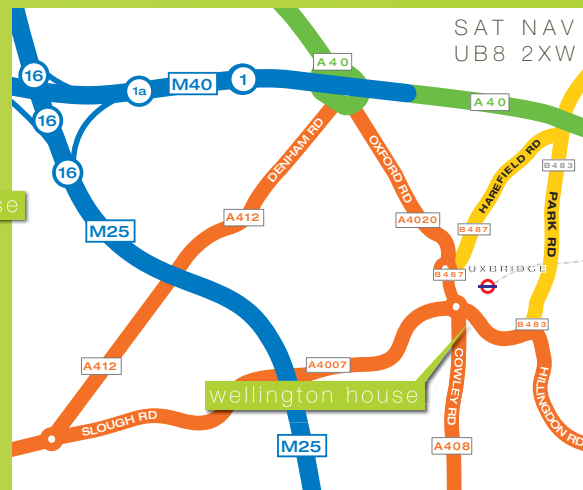 SAT NAV
UB8 2XW
A40
16
1a
M40
1
A40
16
DENHAM RD
OXFORD RD
HAREFIELD RD
B483
16
PARK RD
se
A412
A4020
B487
M25
UXBRIDGE
B467
B483
A4007
A412
wellington house
COWLEY RD
HILLINGDON RD
SLOUGH RD
M25
A408